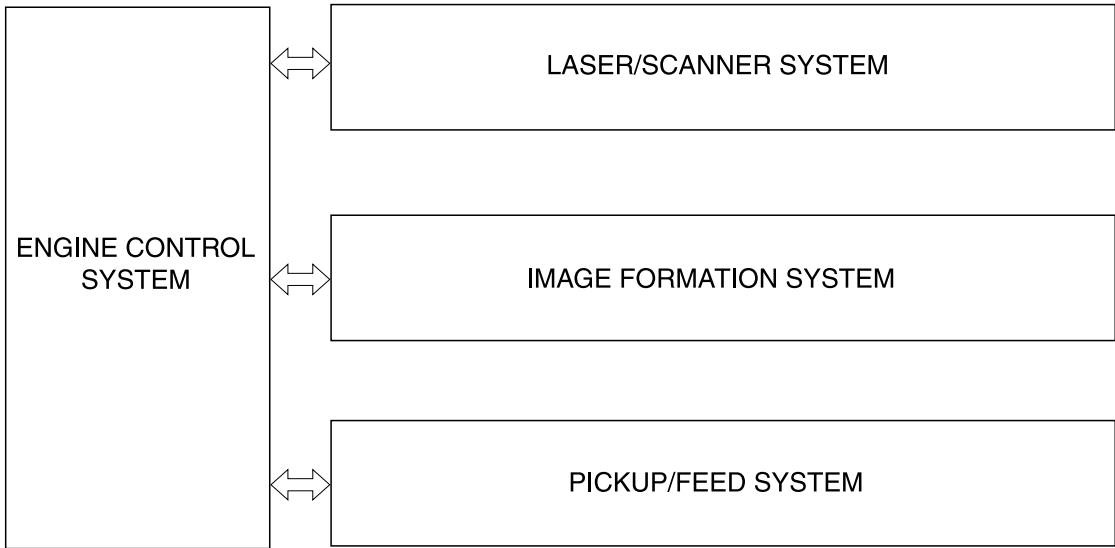 LASER/SCANNER SYSTEM
ENGINE CONTROL
SYSTEM
IMAGE FORMATION SYSTEM
PICKUP/FEED SYSTEM